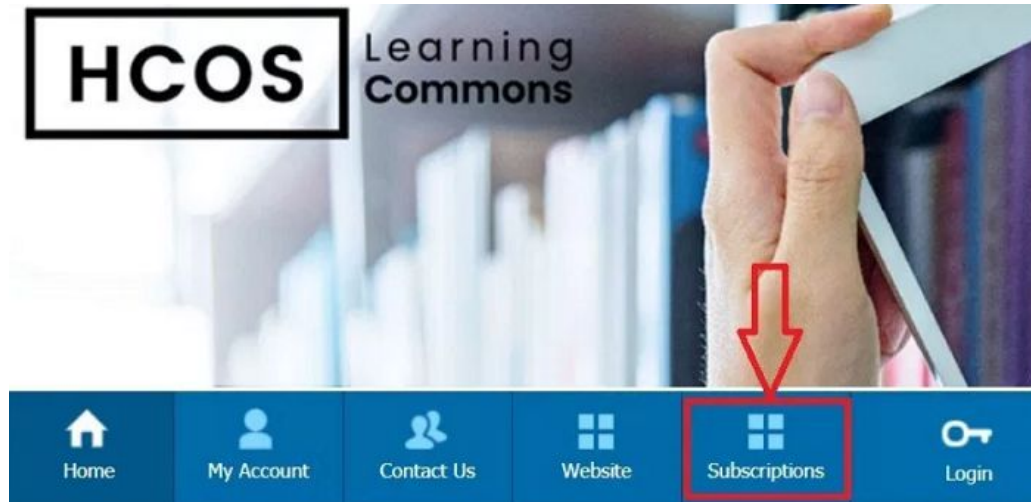 HCOS
Learning
Commons
Home
My Account
Contact Us
Website
Subscriptions
Login